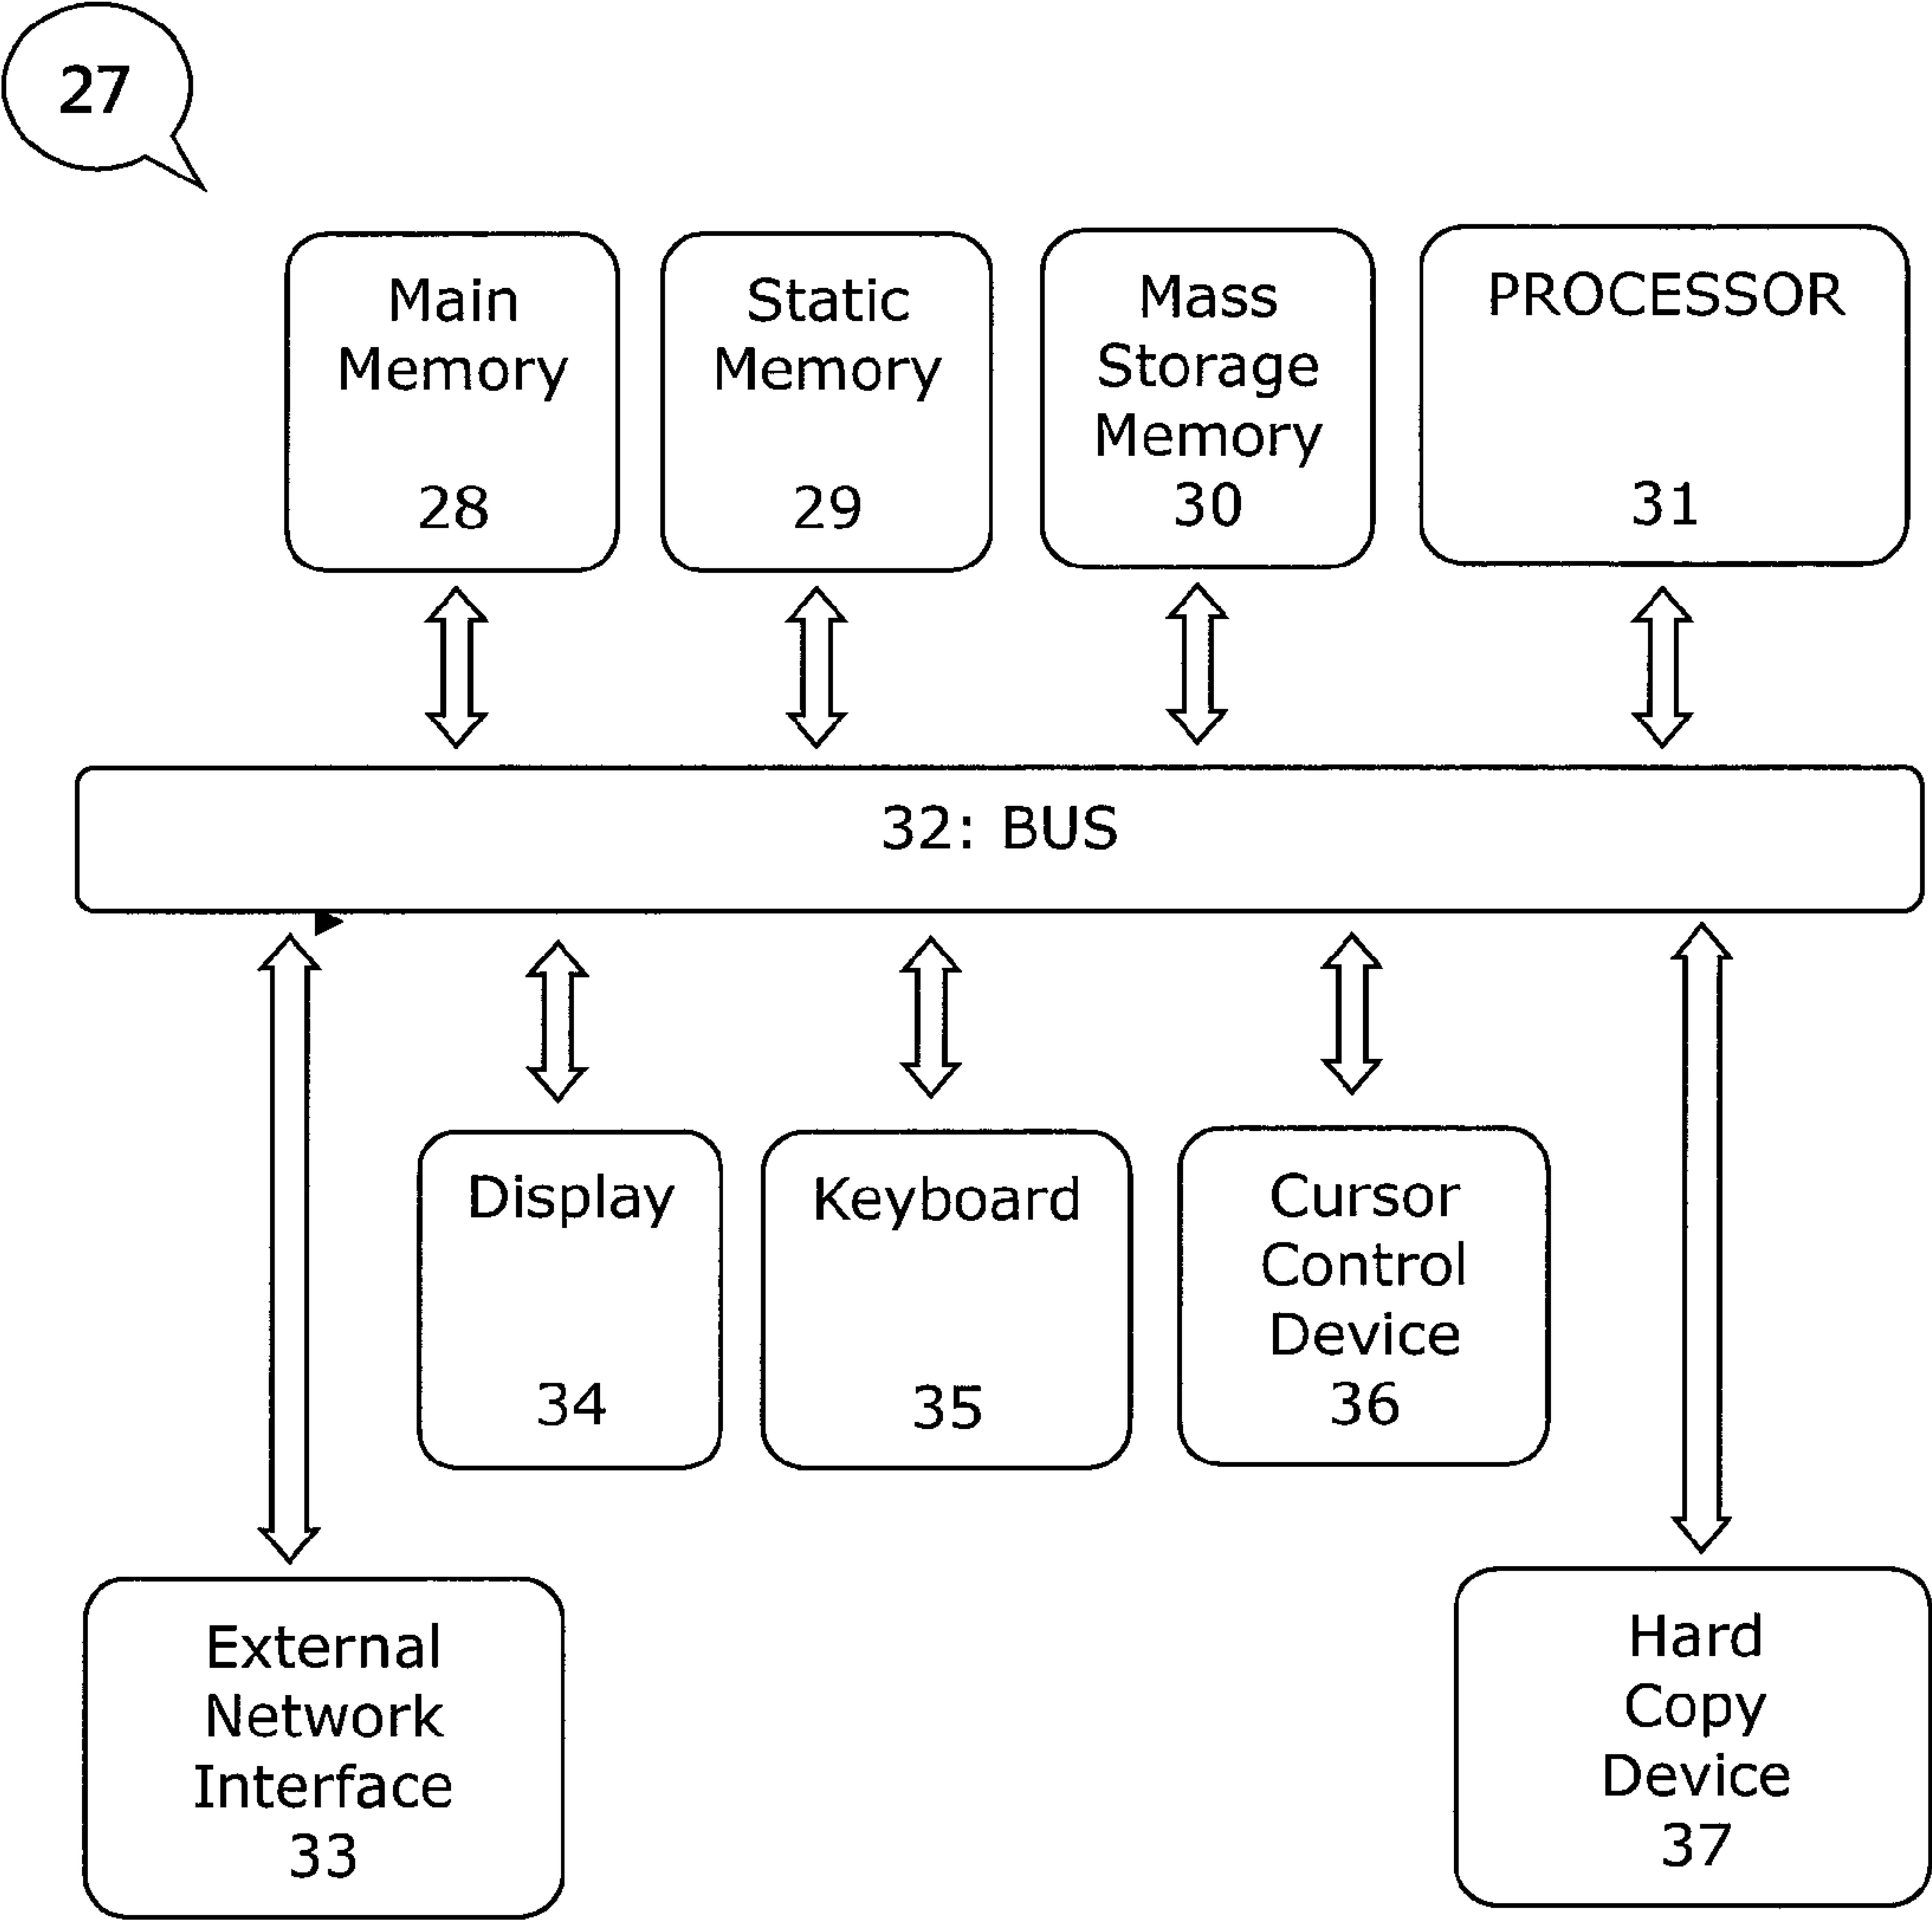 27
Main
Memory
28
Static
Memory
29
Mass
Storage
Memory
30
PROCESSOR
31
32: BUS
Display
34
Keyboard
35
Cursor
Control
Device
36
External
Network
Interface
33
Hard
Copy
Device
37